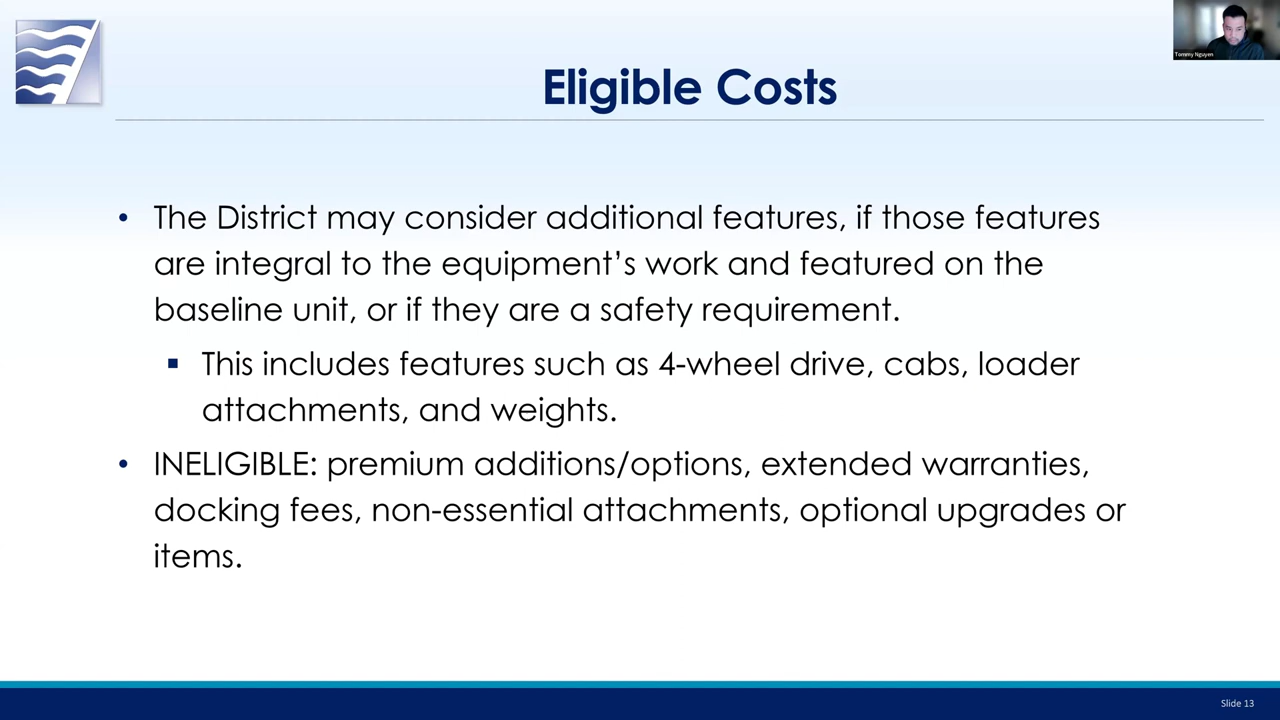 Tommy Nguyen
Eligible Costs
• The District may consider additional features, if those features
are integral to the equipment’s work and featured on the
baseline unit, or if they are a safety requirement.
▪ This includes features such as 4-wheel drive, cabs, loader
attachments, and weights.
• INELIGIBLE: premium additions/options, extended warranties,
docking fees, non-essential attachments, optional upgrades or
items.
Slide 13